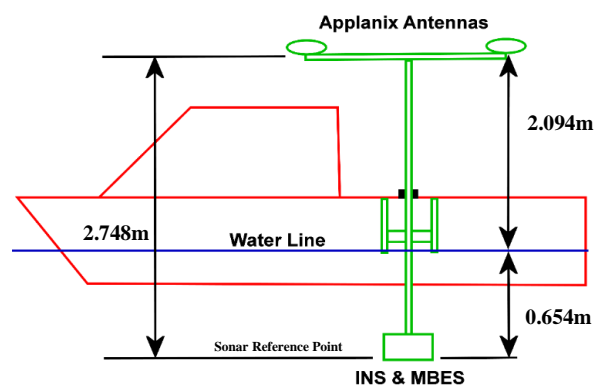 Applanix Antennas
2.094m
2.748m
Water Line
0.654m
Sonar Reference Point
INS & MBES